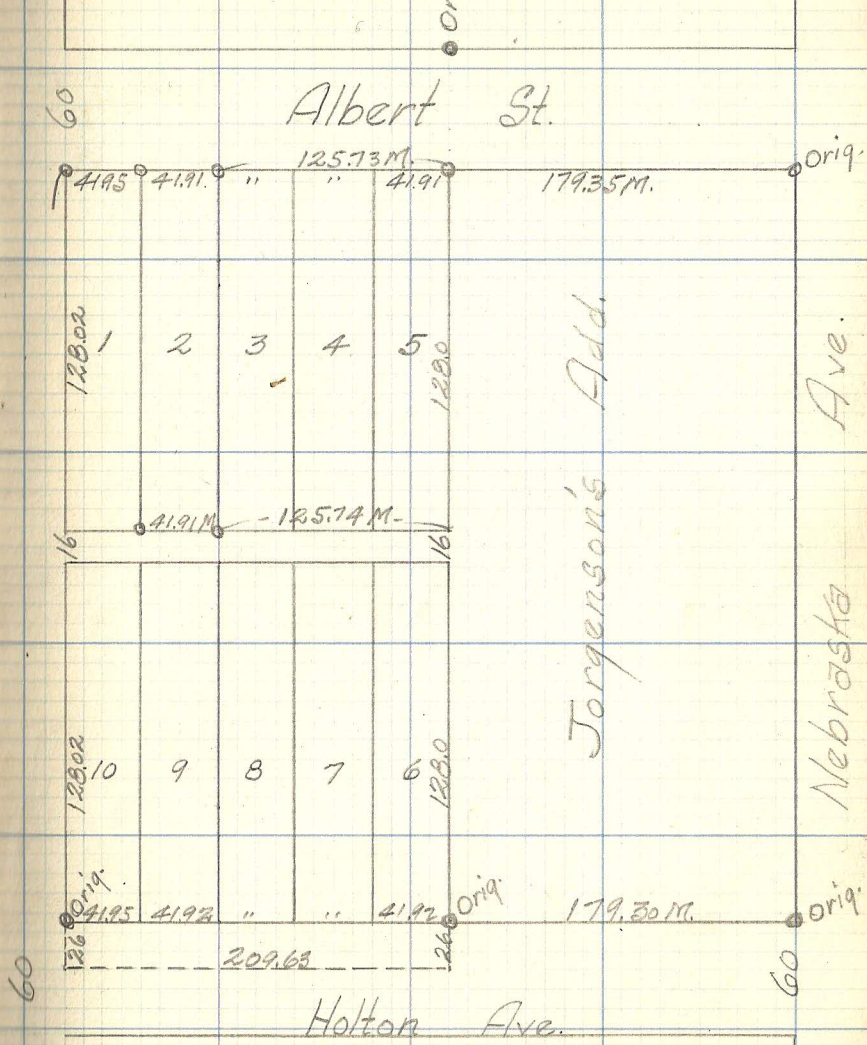 Or
60
Albert St.
125.73 M.
Orig.
41.95 41.91 " " 41.91 179.35 M.
128.02
1 2 3 4 5
128.0
Jorgenson's Add.
Nebraska Ave.
41.91 M - 125.74 M -
16 16
128.02
10 9 8 7 6
128.0
Orig. Orig. Orig.
41.95 41.92 " " 41.92 179.30 M.
26 26
209.63
60 60
Holton Ave.